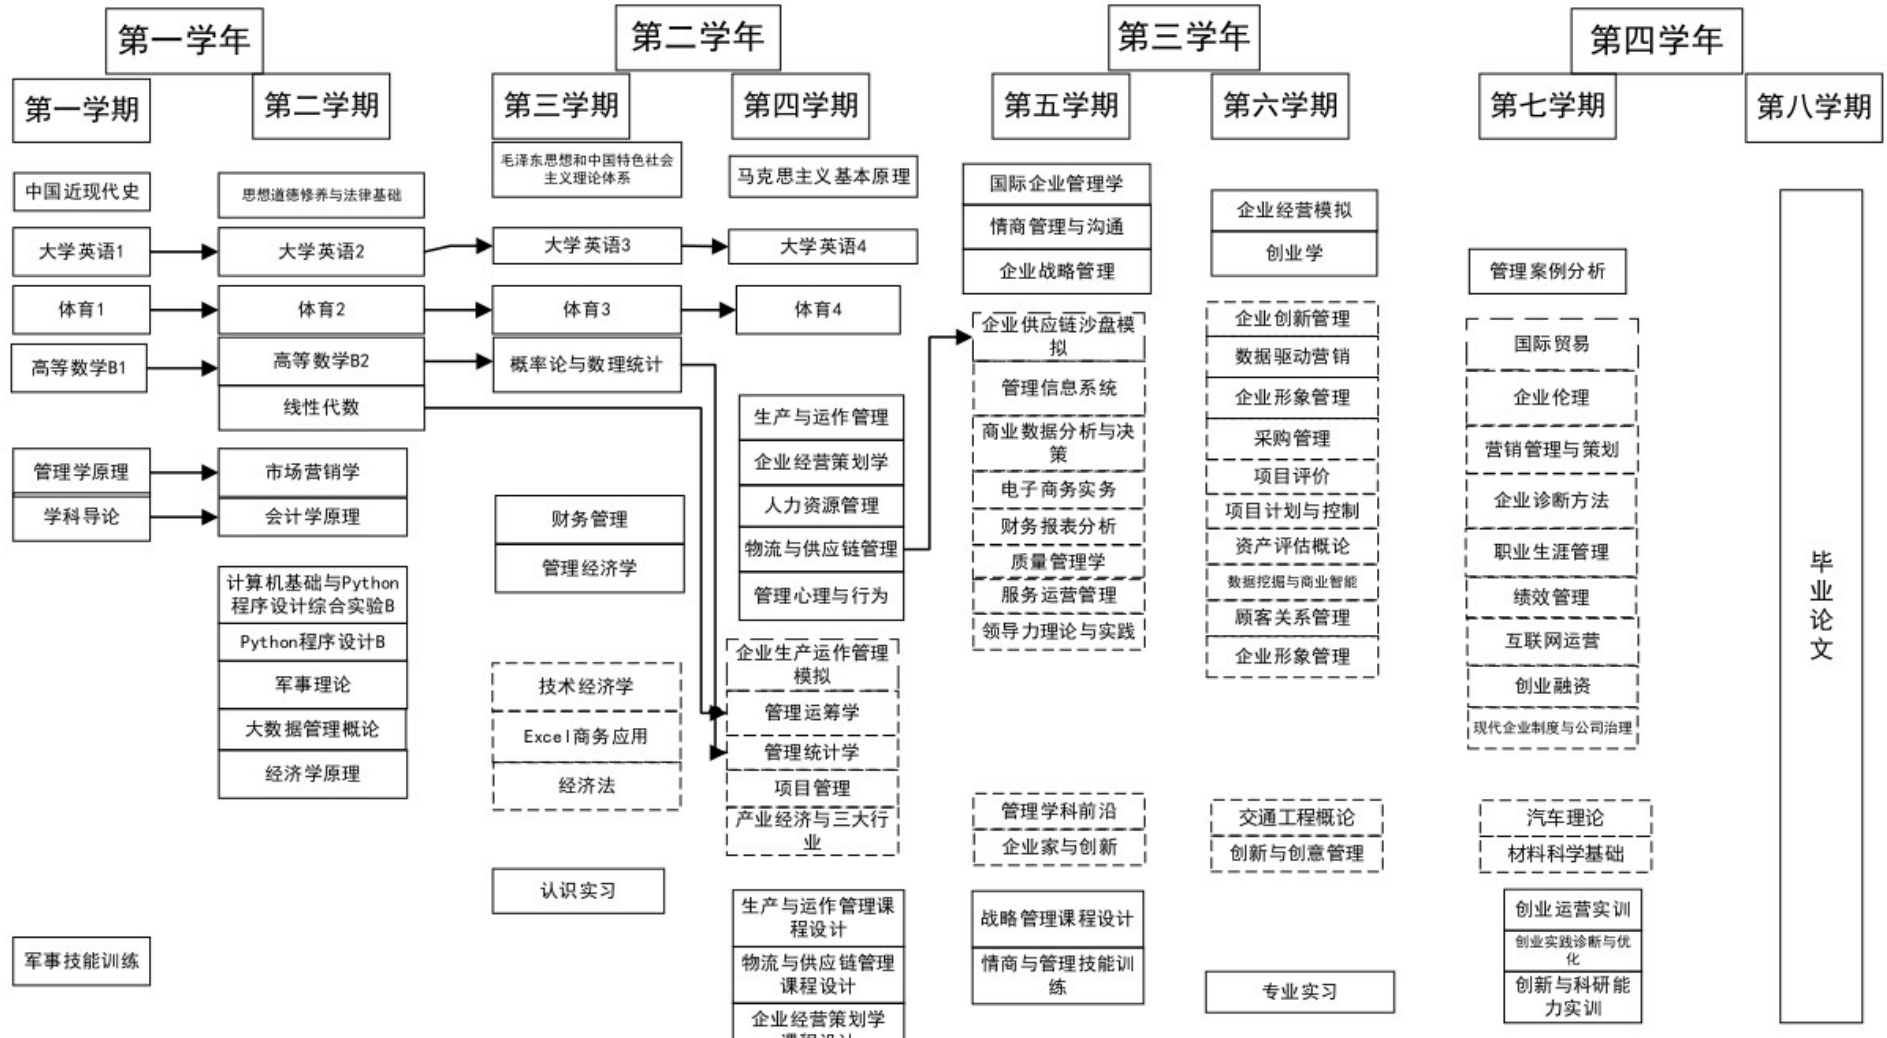 第一学年
第二学年
第三学年
第四学年
第一学期
第二学期
第三学期
第四学期
第五学期
第六学期
第七学期
第八学期
中国近现代史
大学英语1
体育1
高等数学B1
管理学原理
学科导论
军事技能训练
思想道德修养与法律基础
大学英语2
体育2
高等数学B2
线性代数
市场营销学
会计学原理
计算机基础与Python
程序设计综合实验B
Python程序设计B
军事理论
大数据管理概论
经济学原理
毛泽东思想和中国特色社会
主义理论体系
大学英语3
体育3
概率论与数理统计
财务管理
管理经济学
技术经济学
Excel商务应用
经济法
认识实习
马克思主义基本原理
大学英语4
体育4
生产与运作管理
企业经营策划学
人力资源管理
物流与供应链管理
管理心理与行为
企业生产运作管理
模拟
管理运筹学
管理统计学
项目管理
产业经济与三大行
业
生产与运作管理课
程设计
物流与供应链管理
课程设计
企业经营策划学
课程设计
国际企业管理学
情商管理与沟通
企业战略管理
企业供应链沙盘模
拟
管理信息系统
商业数据分析与决
策
电子商务实务
财务报表分析
质量管理学
服务运营管理
领导力理论与实践
管理学科前沿
企业家与创新
战略管理课程设计
情商与管理技能训
练
企业经营模拟
创业学
企业创新管理
数据驱动营销
企业形象管理
采购管理
项目评价
项目计划与控制
资产评估概论
数据挖掘与商业智能
顾客关系管理
企业形象管理
交通工程概论
创新与创意管理
专业实习
管理案例分析
国际贸易
企业伦理
营销管理与策划
企业诊断方法
职业生涯管理
绩效管理
互联网运营
创业融资
现代企业制度与公司治理
汽车理论
材料科学基础
创业运营实训
创业实践诊断与优
化
创新与科研能
力实训
毕业论文